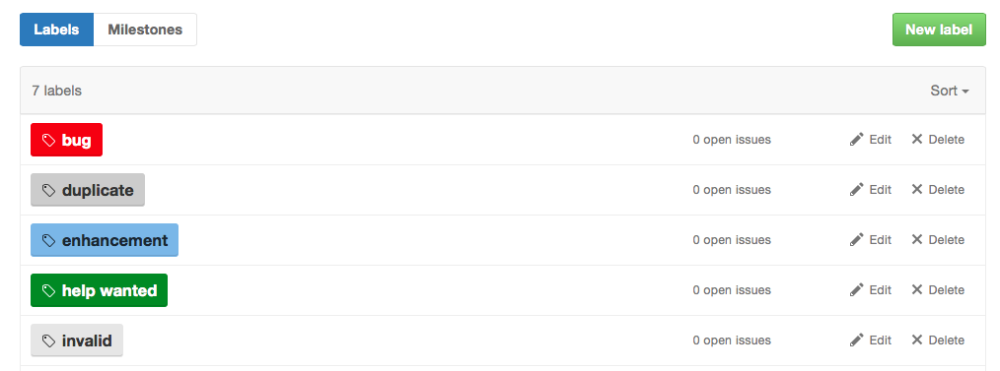 Labels Milestones New label
7 labels Sort
bug 0 open issues Edit Delete
duplicate 0 open issues Edit Delete
enhancement 0 open issues Edit Delete
help wanted 0 open issues Edit Delete
invalid 0 open issues Edit Delete